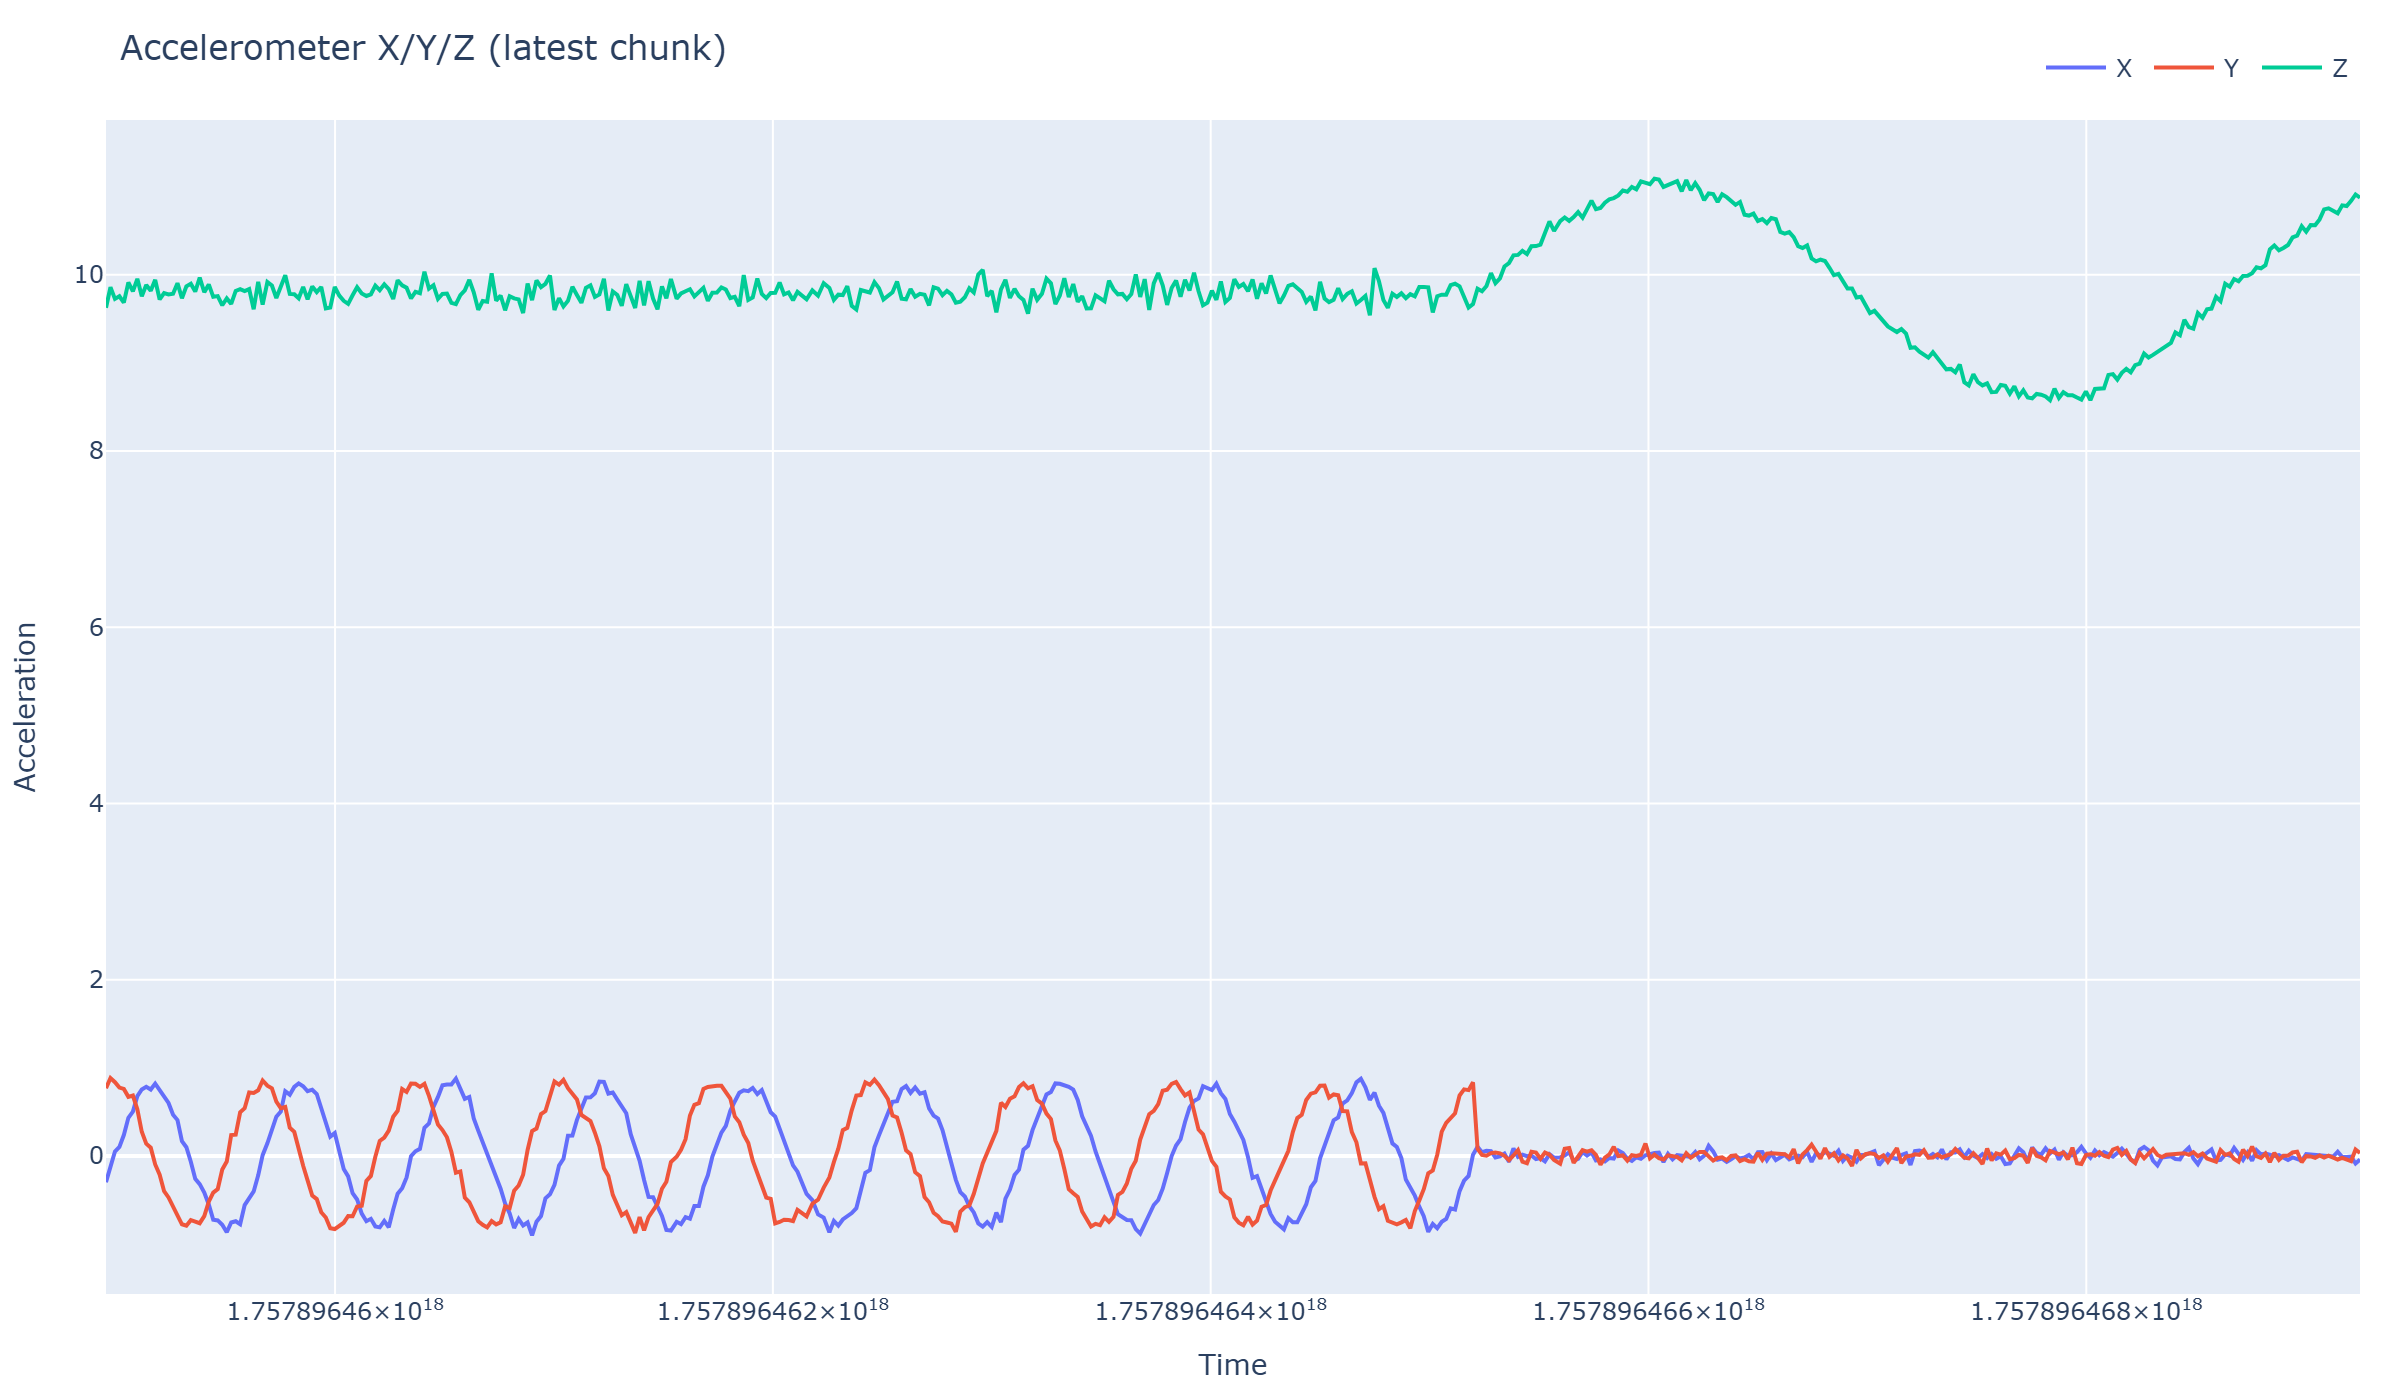 Accelerometer X/Y/Z (latest chunk)
X Y Z
10
8
6
4
2
0
Acceleration
1.75789646×10¹⁸ 1.757896462×10¹⁸ 1.757896464×10¹⁸ 1.757896466×10¹⁸ 1.757896468×10¹⁸
Time